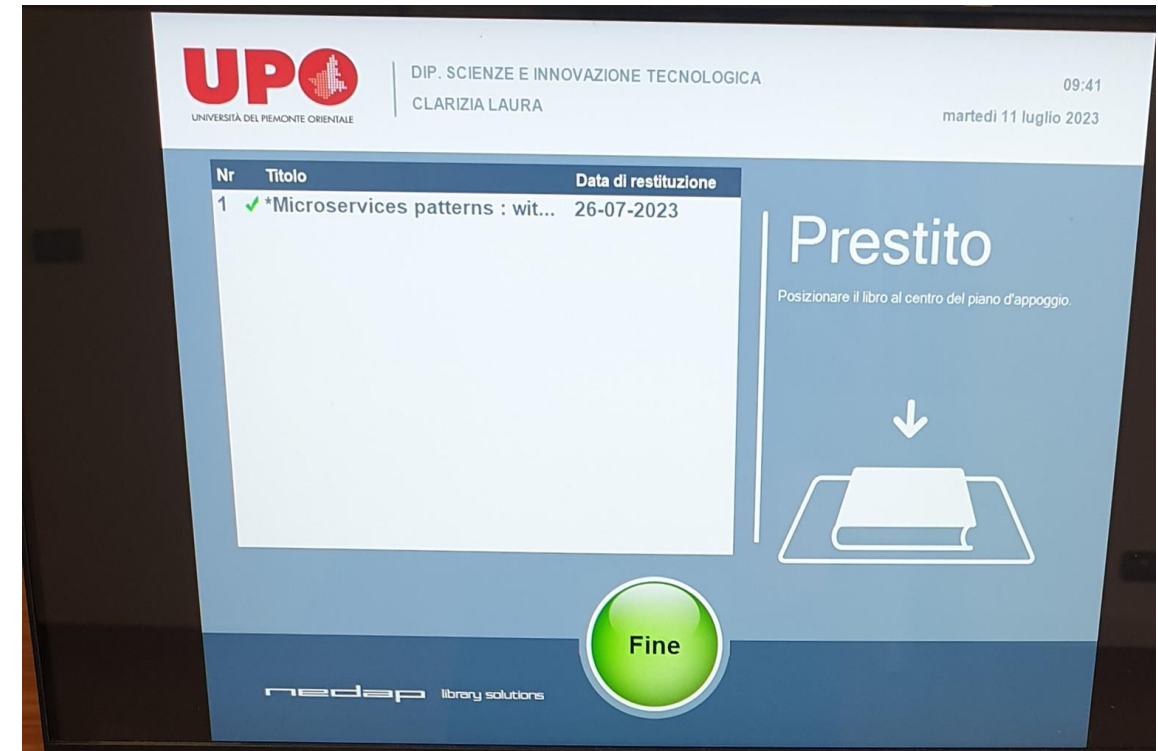 UPO
UNIVERSITÀ DEL PIEMONTE ORIENTALE
DIP. SCIENZE E INNOVAZIONE TECNOLOGICA
CLARIZIA LAURA
09:41
martedì 11 luglio 2023
Nr Titolo Data di restituzione
1 *Microservices patterns : wit... 26-07-2023
Prestito
Posizionare il libro al centro del piano d'appoggio.
Fine
nedap library solutions